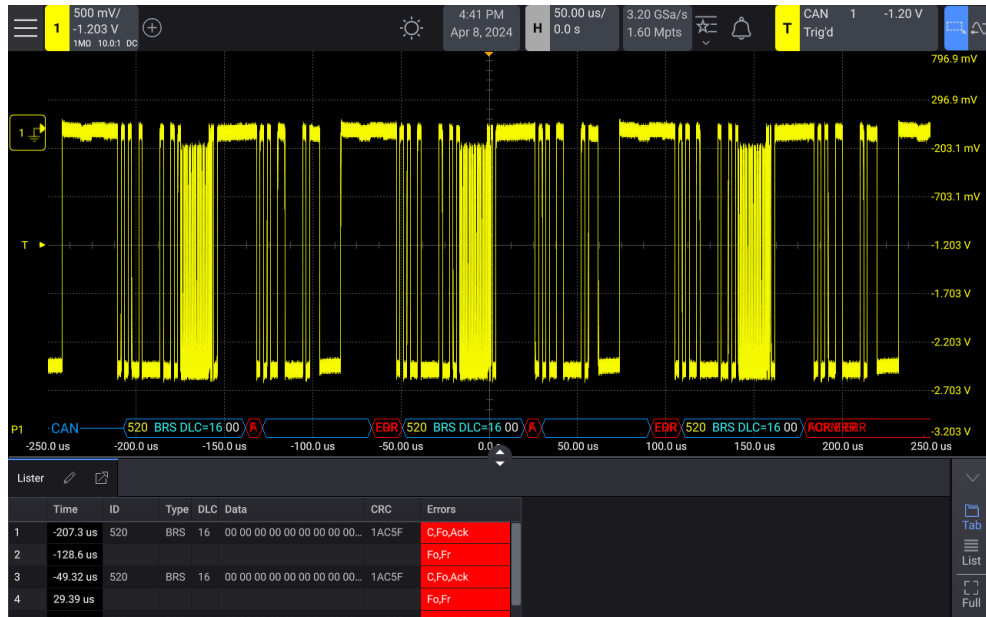 1 500 mV/ 4:41 PM H 50.00 us/ 3.20 GSa/s T CAN 1 -1.20 V
-1.203 V Apr 8, 2024 0.0 s 1.60 Mpts Trig'd
1MΩ 10.0:1 DC
796.9 mV
296.9 mV
1
-203.1 mV
-703.1 mV
T -1.203 V
-1.703 V
-2.203 V
-2.703 V
P1 CAN 520 BRS DLC=16 00 ERR 520 BRS DLC=16 00 ERR 520 BRS DLC=16 00
-3.203 V
-250.0 us -200.0 us -150.0 us -100.0 us -50.00 us 0.0 50.00 us 100.0 us 150.0 us 200.0 us 250.0 us
Lister
Time ID Type DLC Data CRC Errors
1 -207.3 us 520 BRS 16 00 00 00 00 00 00 00 00 00... 1AC5F C,Fo,Ack
2 -128.6 us Fo,Fr
3 -49.32 us 520 BRS 16 00 00 00 00 00 00 00 00 00... 1AC5F C,Fo,Ack
4 29.39 us Fo,Fr
Tab
List
Full